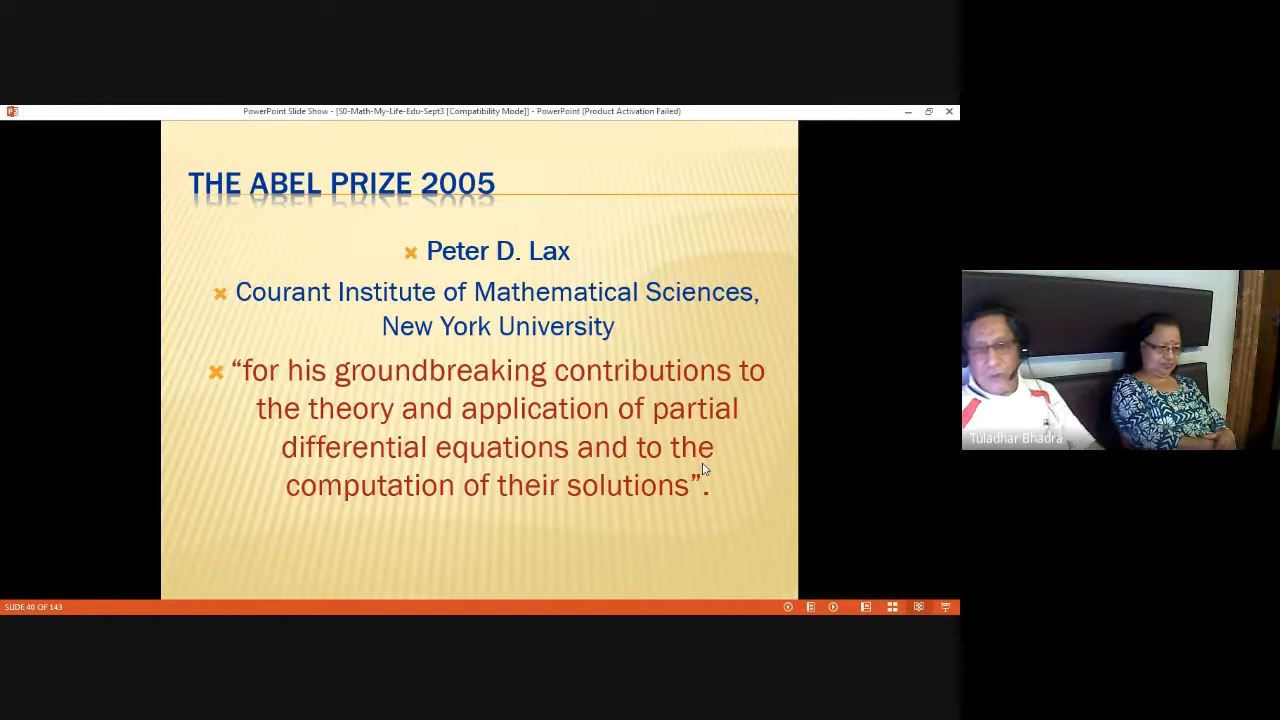 PowerPoint Slide Show - [S0-Math-My-Life-Edu-Sept3 [Compatibility Mode]] - PowerPoint (Product Activation Failed)
THE ABEL PRIZE 2005
Peter D. Lax
Courant Institute of Mathematical Sciences,
New York University
“for his groundbreaking contributions to
the theory and application of partial
differential equations and to the
computation of their solutions”.
Tuladhar Bhadra
SLIDE 40 OF 143